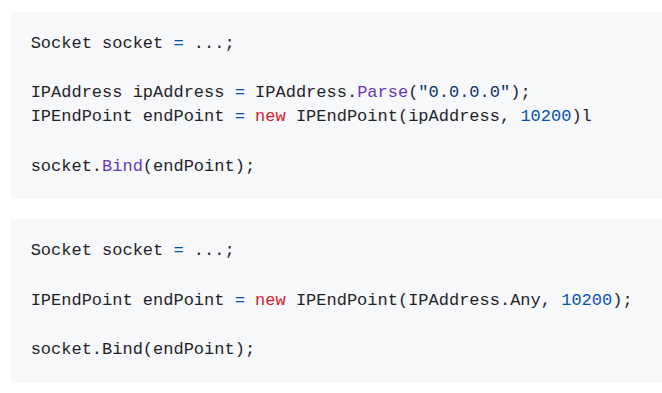 Socket socket = ...;
IPAddress ipAddress = IPAddress.Parse("0.0.0.0");
IPEndPoint endPoint = new IPEndPoint(ipAddress, 10200)l
socket.Bind(endPoint);
Socket socket = ...;
IPEndPoint endPoint = new IPEndPoint(IPAddress.Any, 10200);
socket.Bind(endPoint);